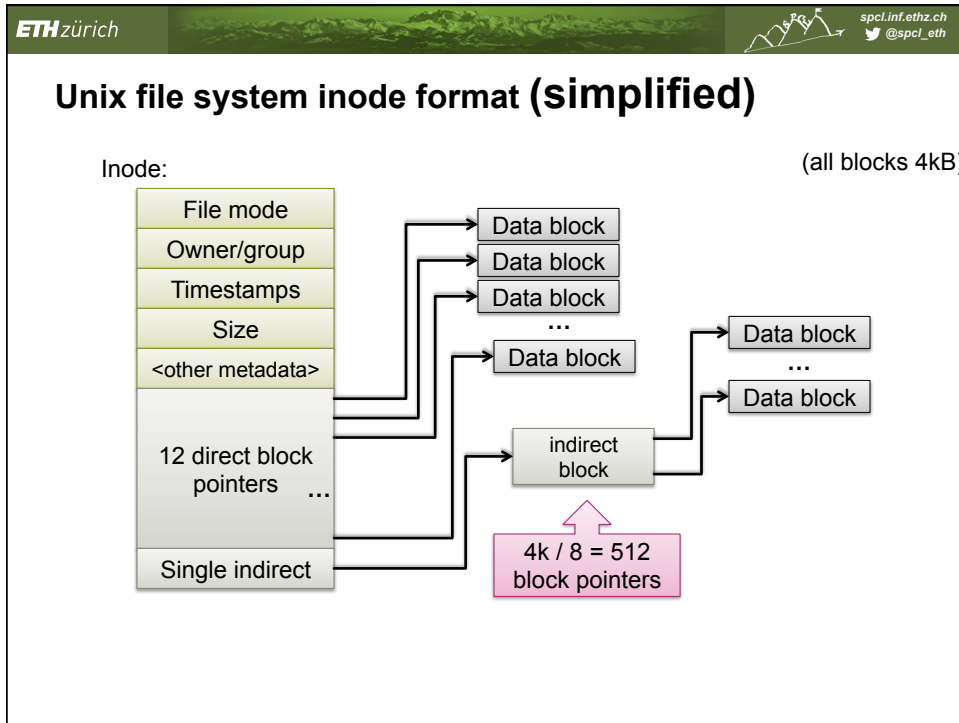 ETH zürich
SPCL
spcl.inf.ethz.ch
@spcl_eth
Unix file system inode format (simplified)
Inode:
(all blocks 4kB)
File mode
Owner/group
Timestamps
Size
<other metadata>
12 direct block
pointers
...
Single indirect
Data block
Data block
Data block
...
Data block
indirect
block
4k / 8 = 512
block pointers
Data block
...
Data block